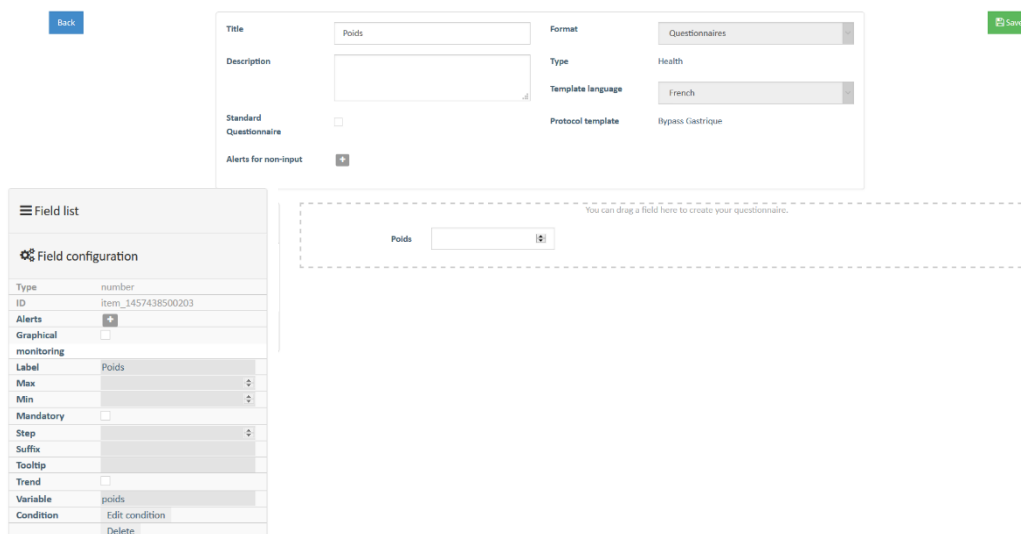 Back
Title Poids Format Questionnaires
Save
Description Type Health
Template language French
Standard
Questionnaire
Protocol template Bypass Gastrique
Alerts for non-input
Field list
You can drag a field here to create your questionnaire.
Poids
Field configuration
Type number
ID item_1457438500203
Alerts
Graphical
monitoring
Label Poids
Max
Min
Mandatory
Step
Suffix
Tooltip
Trend
Variable poids
Condition Edit condition
Delete